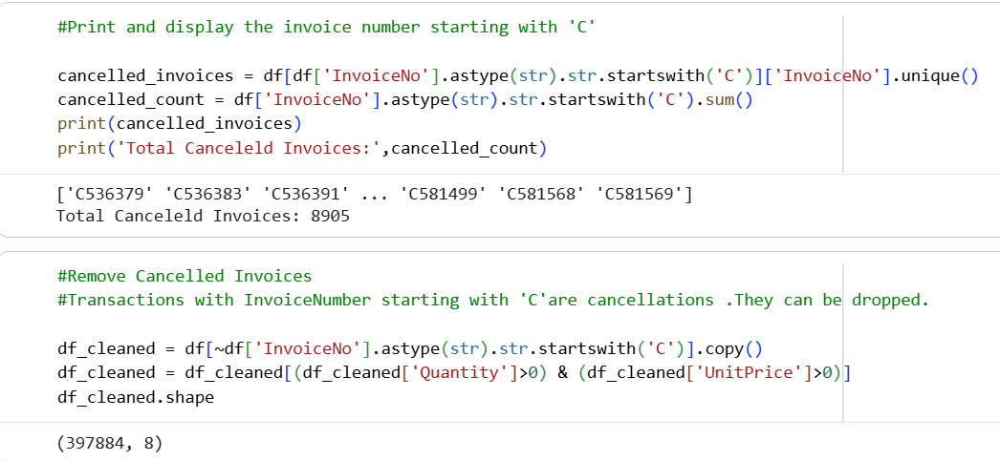 #Print and display the invoice number starting with 'C'
cancelled_invoices = df[df['InvoiceNo'].astype(str).str.startswith('C')]['InvoiceNo'].unique()
cancelled_count = df['InvoiceNo'].astype(str).str.startswith('C').sum()
print(cancelled_invoices)
print('Total Canceleld Invoices:',cancelled_count)
['C536379' 'C536383' 'C536391' ... 'C581499' 'C581568' 'C581569']
Total Canceleld Invoices: 8905
#Remove Cancelled Invoices
#Transactions with InvoiceNumber starting with 'C'are cancellations .They can be dropped.
df_cleaned = df[~df['InvoiceNo'].astype(str).str.startswith('C')].copy()
df_cleaned = df_cleaned[(df_cleaned['Quantity']>0) & (df_cleaned['UnitPrice']>0)]
df_cleaned.shape
(397884, 8)